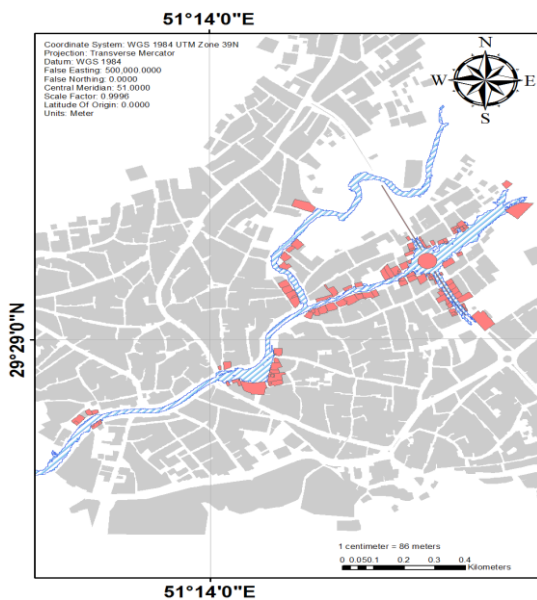 51°14'0"E
Coordinate System: WGS 1984 UTM Zone 39N
Projection: Transverse Mercator
Datum: WGS 1984
False Easting: 500,000.0000
False Northing: 0.0000
Central Meridian: 51.0000
Scale Factor: 0.9996
Latitude Of Origin: 0.0000
Units: Meter
N
W E
S
29°29'0"N
1 centimeter = 86 meters
0 0.050.1 0.2 0.3 0.4
Kilometers
51°14'0"E